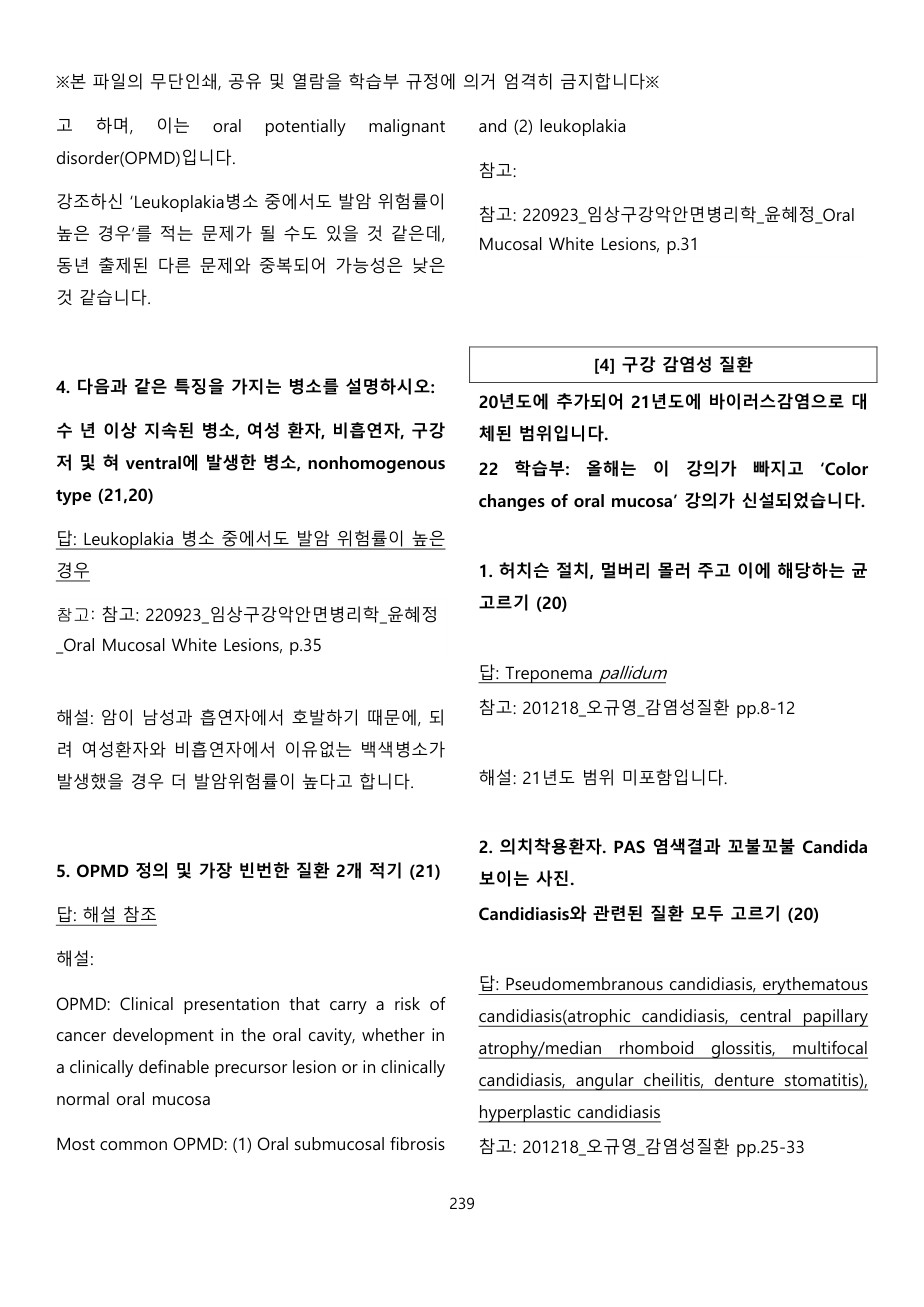 ※본 파일의 무단인쇄, 공유 및 열람을 학습부 규정에 의거 엄격히 금지합니다※
고 하며, 이는 oral potentially malignant
disorder(OPMD)입니다.
강조하신 ‘Leukoplakia병소 중에서도 발암 위험률이
높은 경우’를 적는 문제가 될 수도 있을 것 같은데,
동년 출제된 다른 문제와 중복되어 가능성은 낮은
것 같습니다.
4. 다음과 같은 특징을 가지는 병소를 설명하시오:
수 년 이상 지속된 병소, 여성 환자, 비흡연자, 구강
저 및 혀 ventral에 발생한 병소, nonhomogenous
type (21,20)
답: Leukoplakia 병소 중에서도 발암 위험률이 높은
경우
참고: 참고: 220923_임상구강악안면병리학_윤혜정
_Oral Mucosal White Lesions, p.35
해설: 암이 남성과 흡연자에서 호발하기 때문에, 되
려 여성환자와 비흡연자에서 이유없는 백색병소가
발생했을 경우 더 발암위험률이 높다고 합니다.
5. OPMD 정의 및 가장 빈번한 질환 2개 적기 (21)
답: 해설 참조
해설:
OPMD: Clinical presentation that carry a risk of
cancer development in the oral cavity, whether in
a clinically definable precursor lesion or in clinically
normal oral mucosa
Most common OPMD: (1) Oral submucosal fibrosis
and (2) leukoplakia
참고:
참고: 220923_임상구강악안면병리학_윤혜정_Oral
Mucosal White Lesions, p.31
[4] 구강 감염성 질환
20년도에 추가되어 21년도에 바이러스감염으로 대
체된 범위입니다.
22 학습부: 올해는 이 강의가 빠지고 ‘Color
changes of oral mucosa’ 강의가 신설되었습니다.
1. 허치슨 절치, 멀버리 몰러 주고 이에 해당하는 균
고르기 (20)
답: Treponema pallidum
참고: 201218_오규영_감염성질환 pp.8-12
해설: 21년도 범위 미포함입니다.
2. 의치착용환자. PAS 염색결과 꼬불꼬불 Candida
보이는 사진.
Candidiasis와 관련된 질환 모두 고르기 (20)
답: Pseudomembranous candidiasis, erythematous
candidiasis(atrophic candidiasis, central papillary
atrophy/median rhomboid glossitis, multifocal
candidiasis, angular cheilitis, denture stomatitis),
hyperplastic candidiasis
참고: 201218_오규영_감염성질환 pp.25-33
239